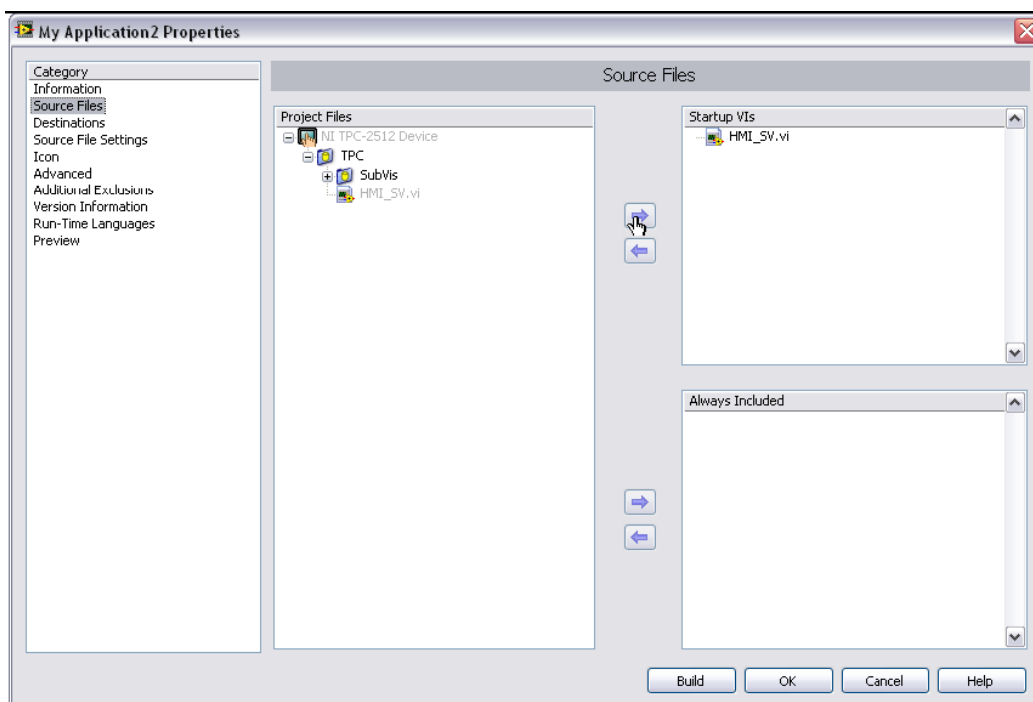 My Application2 Properties
Category
Information
Source Files
Destinations
Source File Settings
Icon
Advanced
Additional Exclusions
Version Information
Run-Time Languages
Preview
Source Files
Project Files
NI TPC-2512 Device
TPC
SubVis
HMI_SV.vi
Startup VIs
HMI_SV.vi
Always Included
Build
OK
Cancel
Help